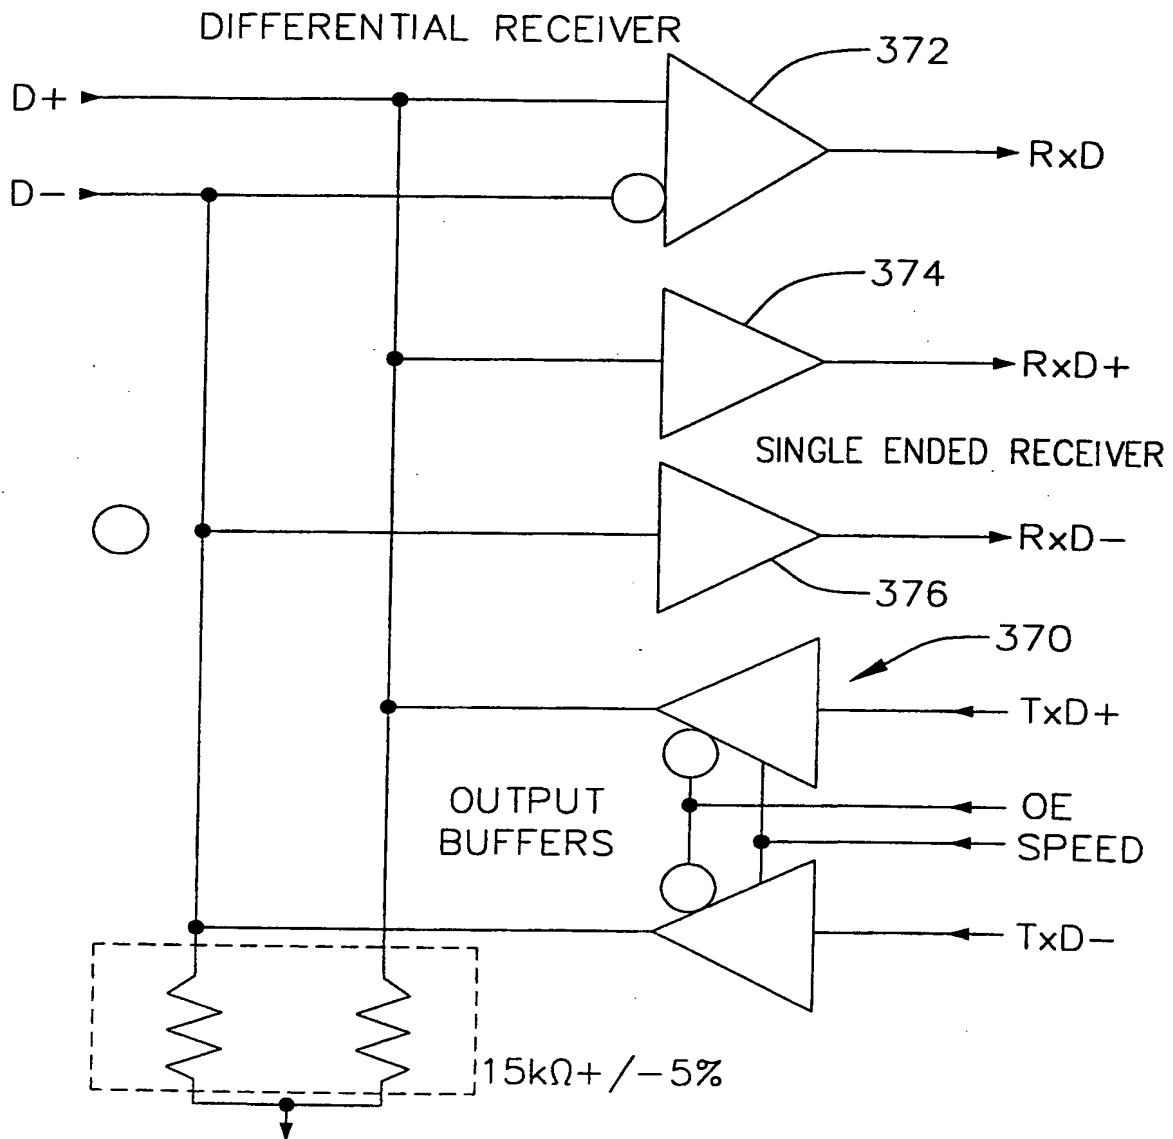 DIFFERENTIAL RECEIVER
372
D+
RxD
D-
374
RxD+
SINGLE ENDED RECEIVER
RxD-
376
370
TxD+
OUTPUT
BUFFERS
OE
SPEED
TxD-
15kΩ+/-5%